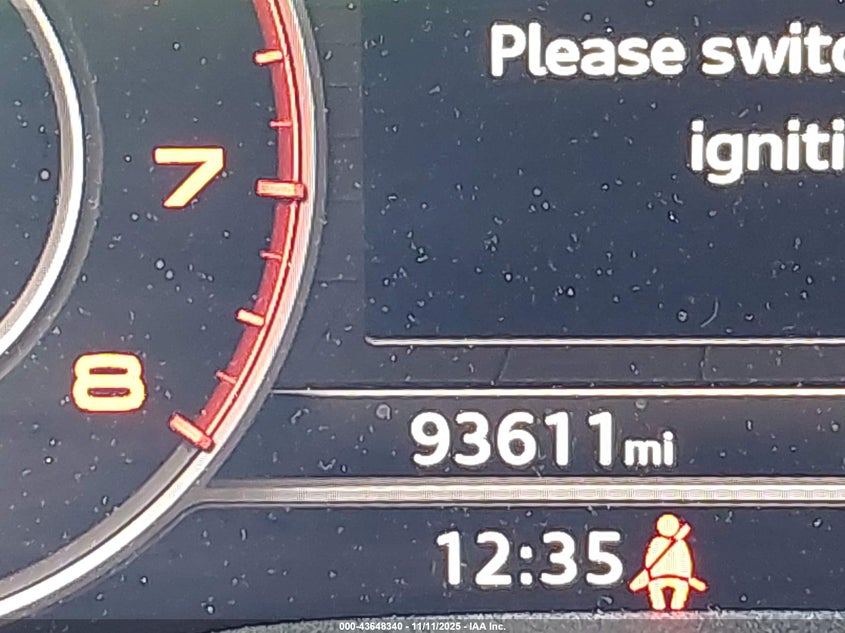 Please switc
igniti
7
8
93611mi
12:35
000-43648340 - 11/11/2025 - IAA Inc.